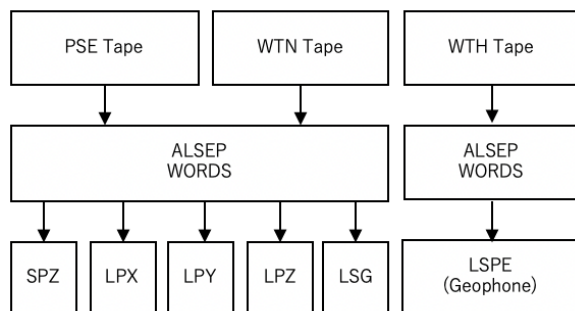 PSE Tape
WTN Tape
WTH Tape
ALSEP
WORDS
ALSEP
WORDS
SPZ
LPX
LPY
LPZ
LSG
LSPE
(Geophone)